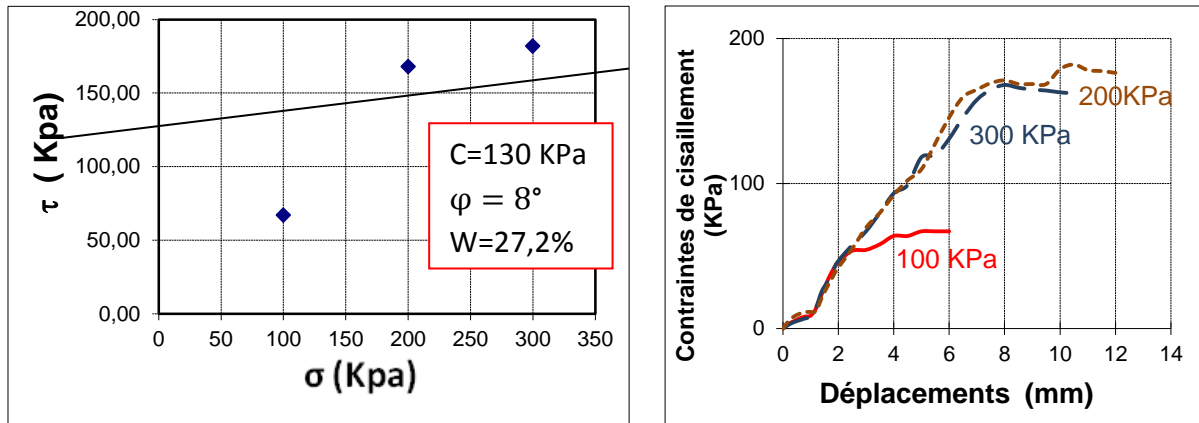 200,00
150,00
100,00
50,00
0,00
τ ( Kpa)
C=130 KPa
φ = 8°
W=27,2%
0 50 100 150 200 250 300 350
σ (Kpa)
Contraintes de cisaillement
(KPa)
200
100
0
200KPa
300 KPa
100 KPa
0 2 4 6 8 10 12 14
Déplacements (mm)